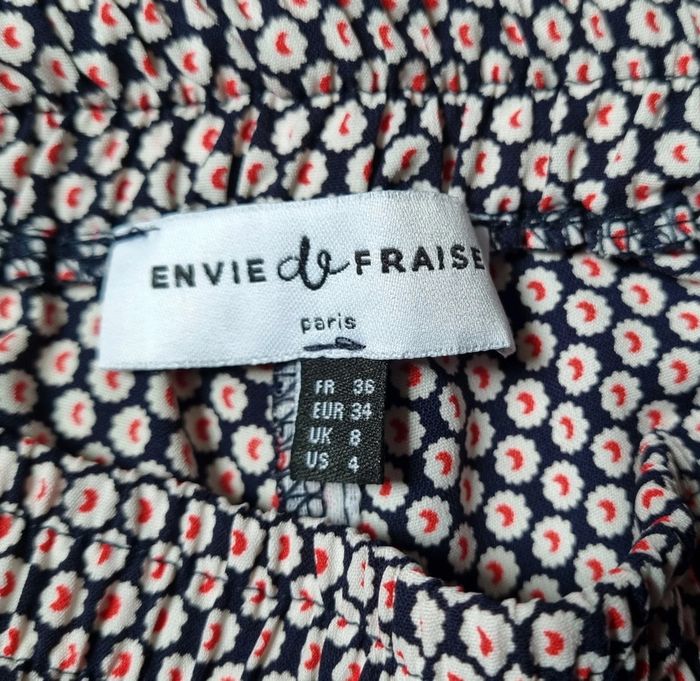 ENVIE de FRAISE
paris
FR 36
EUR 34
UK 8
US 4